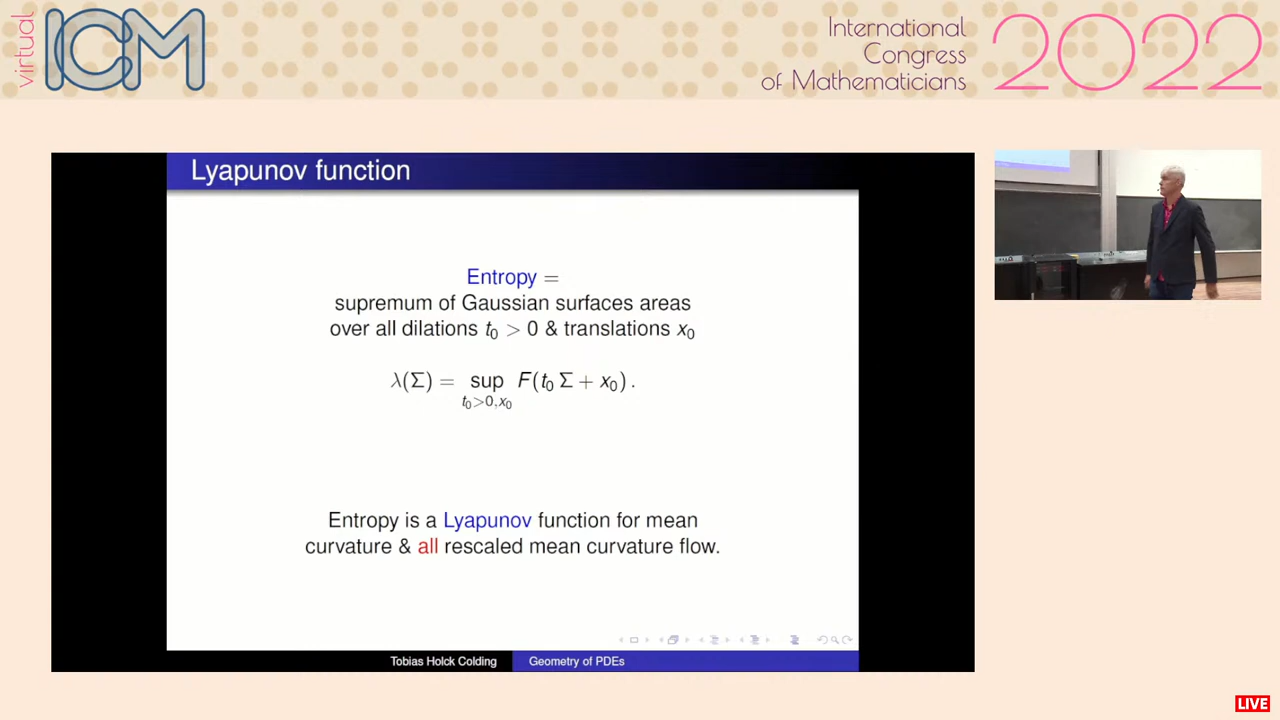 virtual
ICM
International
Congress
of Mathematicians
2022
Lyapunov function
Entropy =
supremum of Gaussian surfaces areas
over all dilations t₀ > 0 & translations x₀
λ(Σ) = sup F(t₀ Σ + x₀) .
t₀>0,x₀
Entropy is a Lyapunov function for mean
curvature & all rescaled mean curvature flow.
Tobias Holck Colding
Geometry of PDEs
LIVE